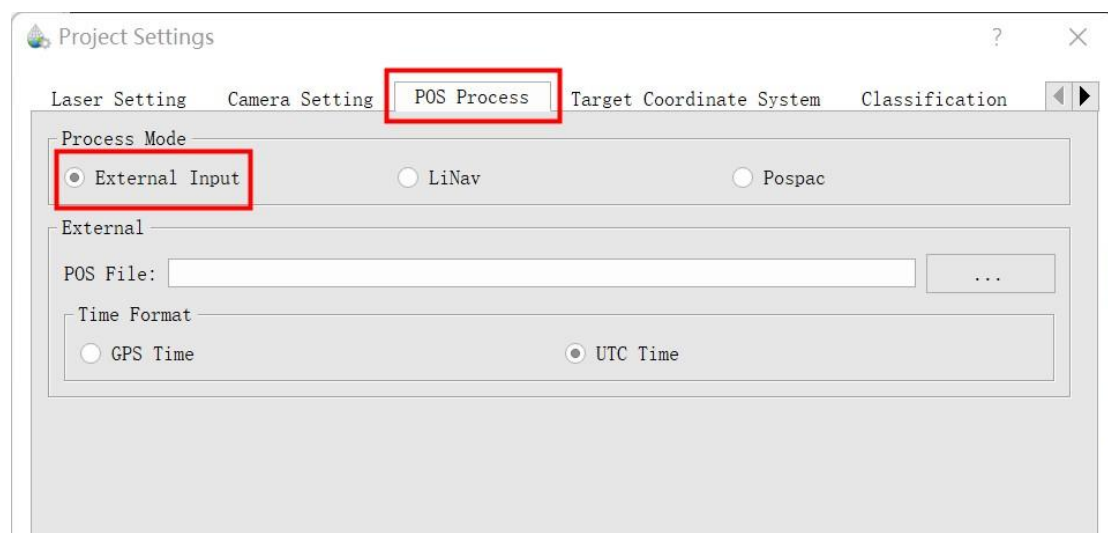 Project Settings
Laser Setting Camera Setting POS Process Target Coordinate System Classification
Process Mode
External Input LiNav Pospac
External
POS File: ...
Time Format
GPS Time UTC Time